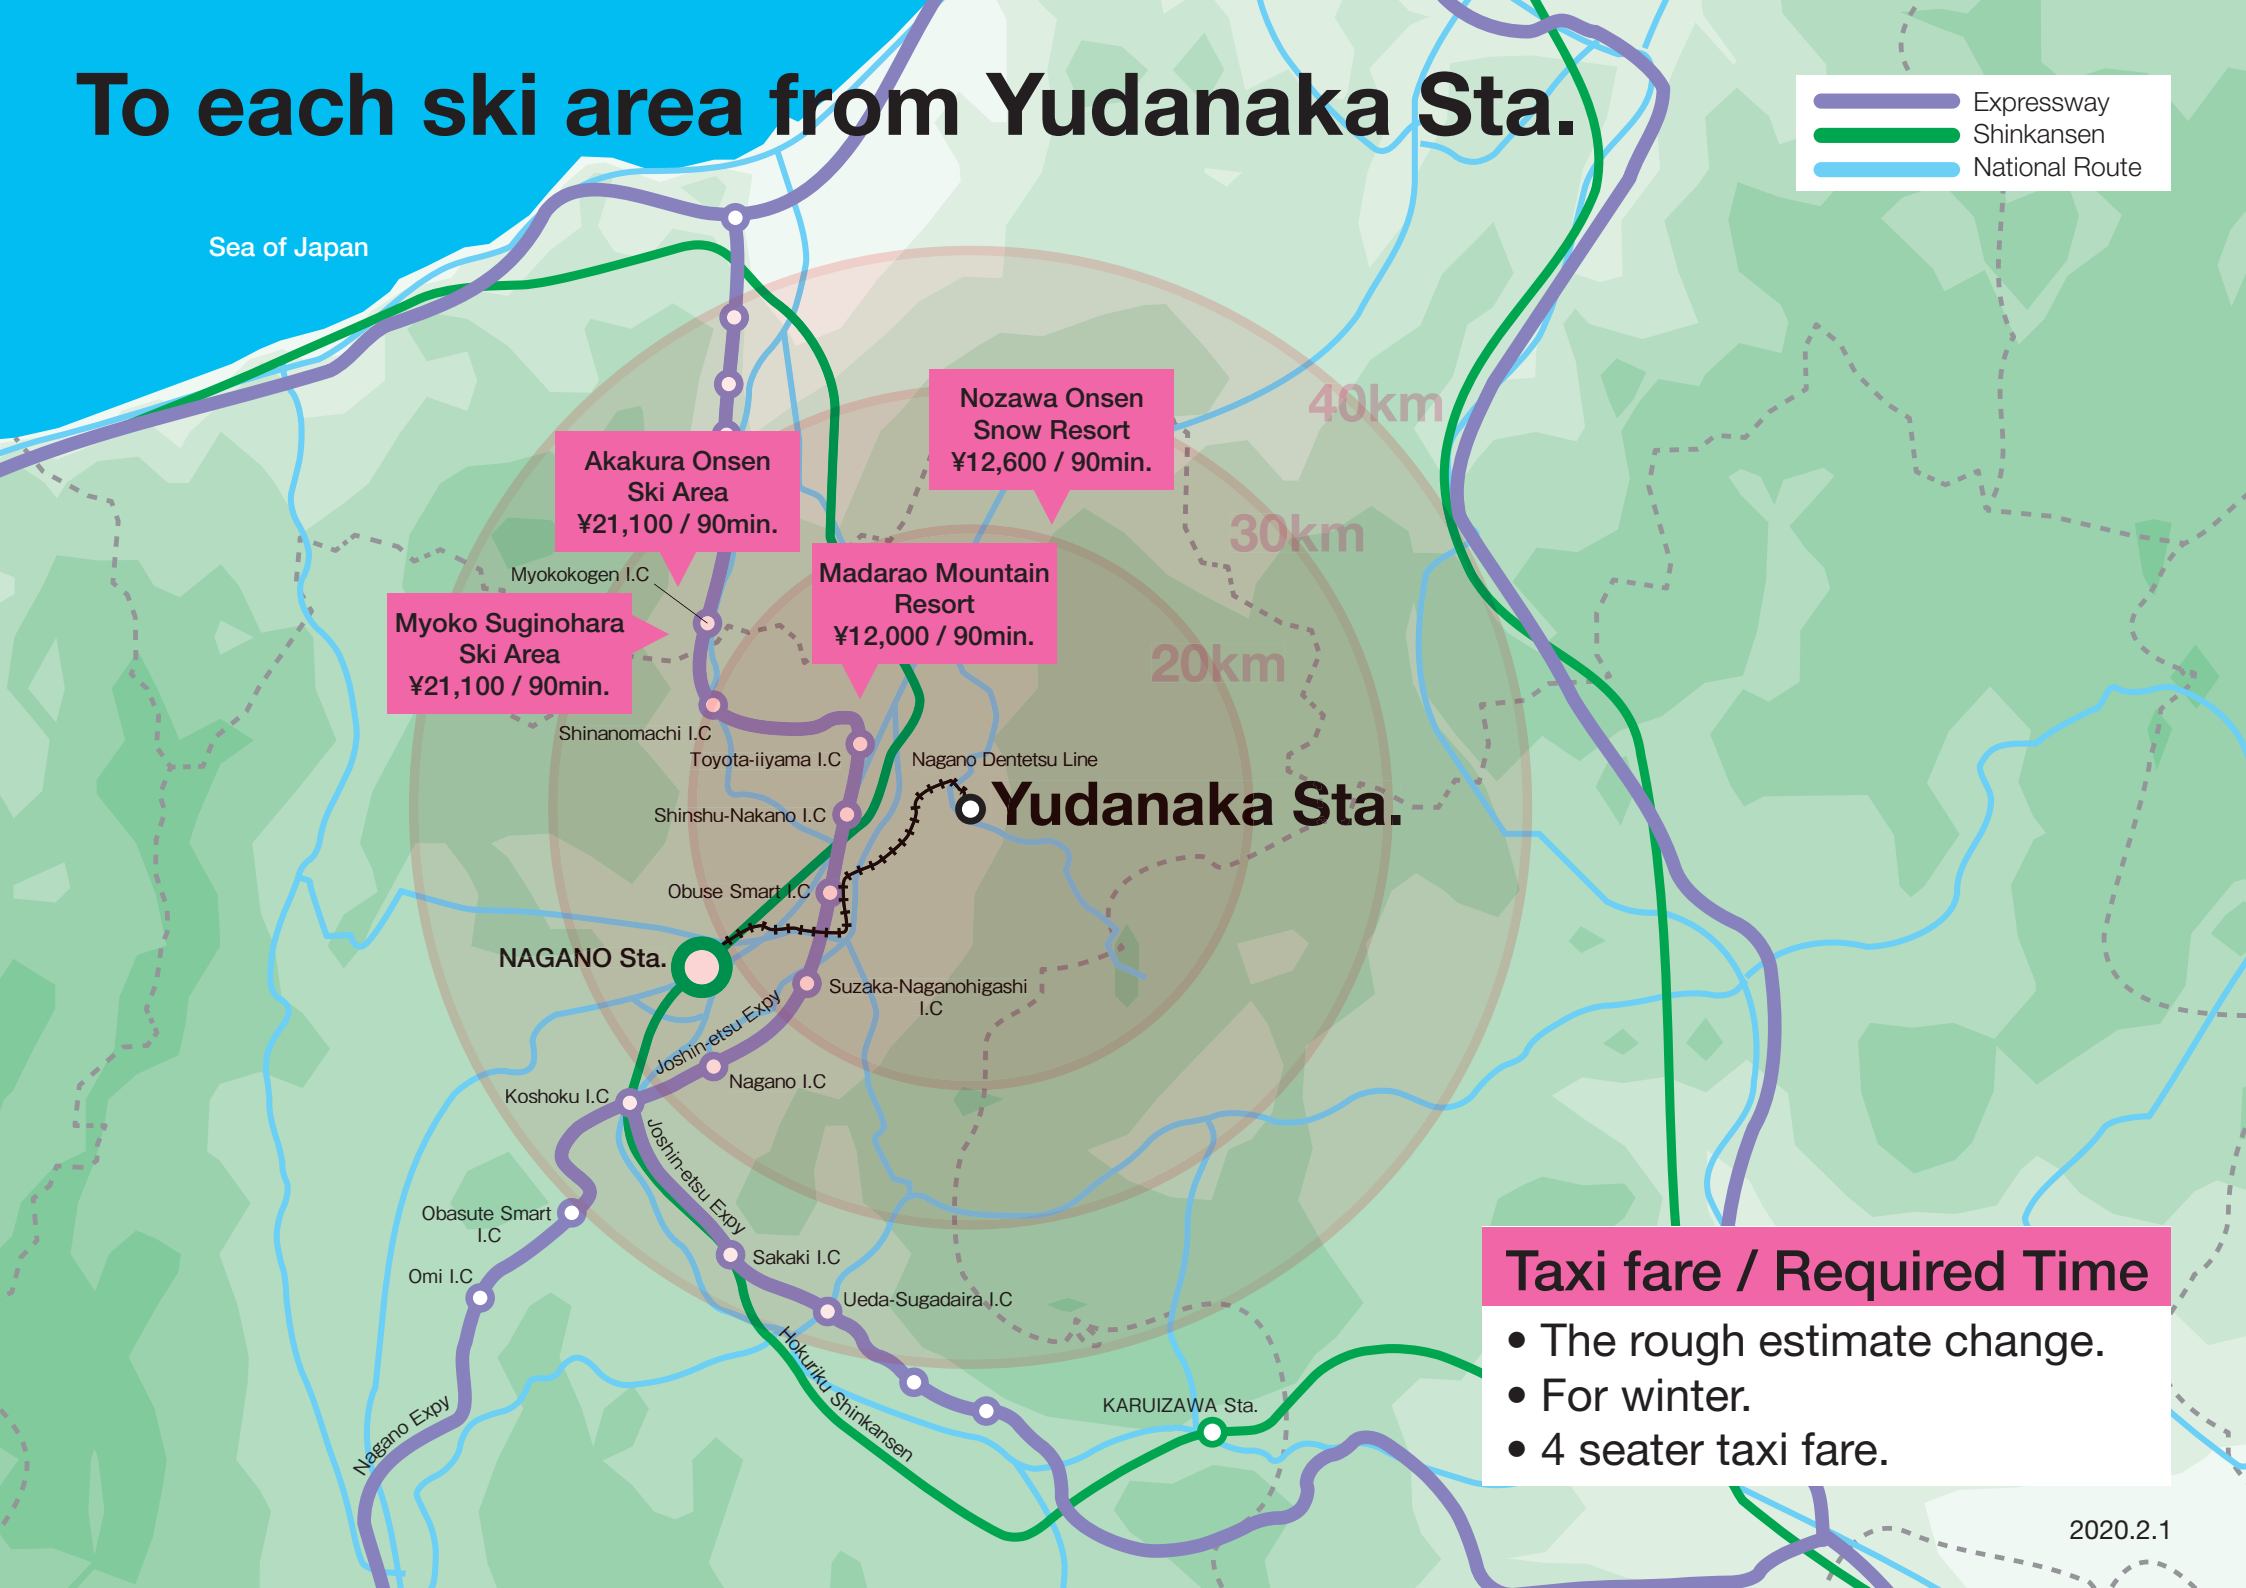 To each ski area from Yudanaka Sta.
Expressway
Shinkansen
National Route
Sea of Japan
40km
30km
20km
Nozawa Onsen
Snow Resort
¥12,600 / 90min.
Akakura Onsen
Ski Area
¥21,100 / 90min.
Myokokogen I.C
Madarao Mountain
Resort
¥12,000 / 90min.
Myoko Suginohara
Ski Area
¥21,100 / 90min.
Shinanomachi I.C
Toyota-iiyama I.C
Nagano Dentetsu Line
Yudanaka Sta.
Shinshu-Nakano I.C
Obuse Smart I.C
NAGANO Sta.
Suzaka-Naganohigashi
I.C
Joshin-etsu Expy
Nagano I.C
Koshoku I.C
Joshin-etsu Expy
Obasute Smart
I.C
Sakaki I.C
Omi I.C
Ueda-Sugadaira I.C
Hokuriku Shinkansen
Nagano Expy
KARUIZAWA Sta.
Taxi fare / Required Time
• The rough estimate change.
• For winter.
• 4 seater taxi fare.
2020.2.1